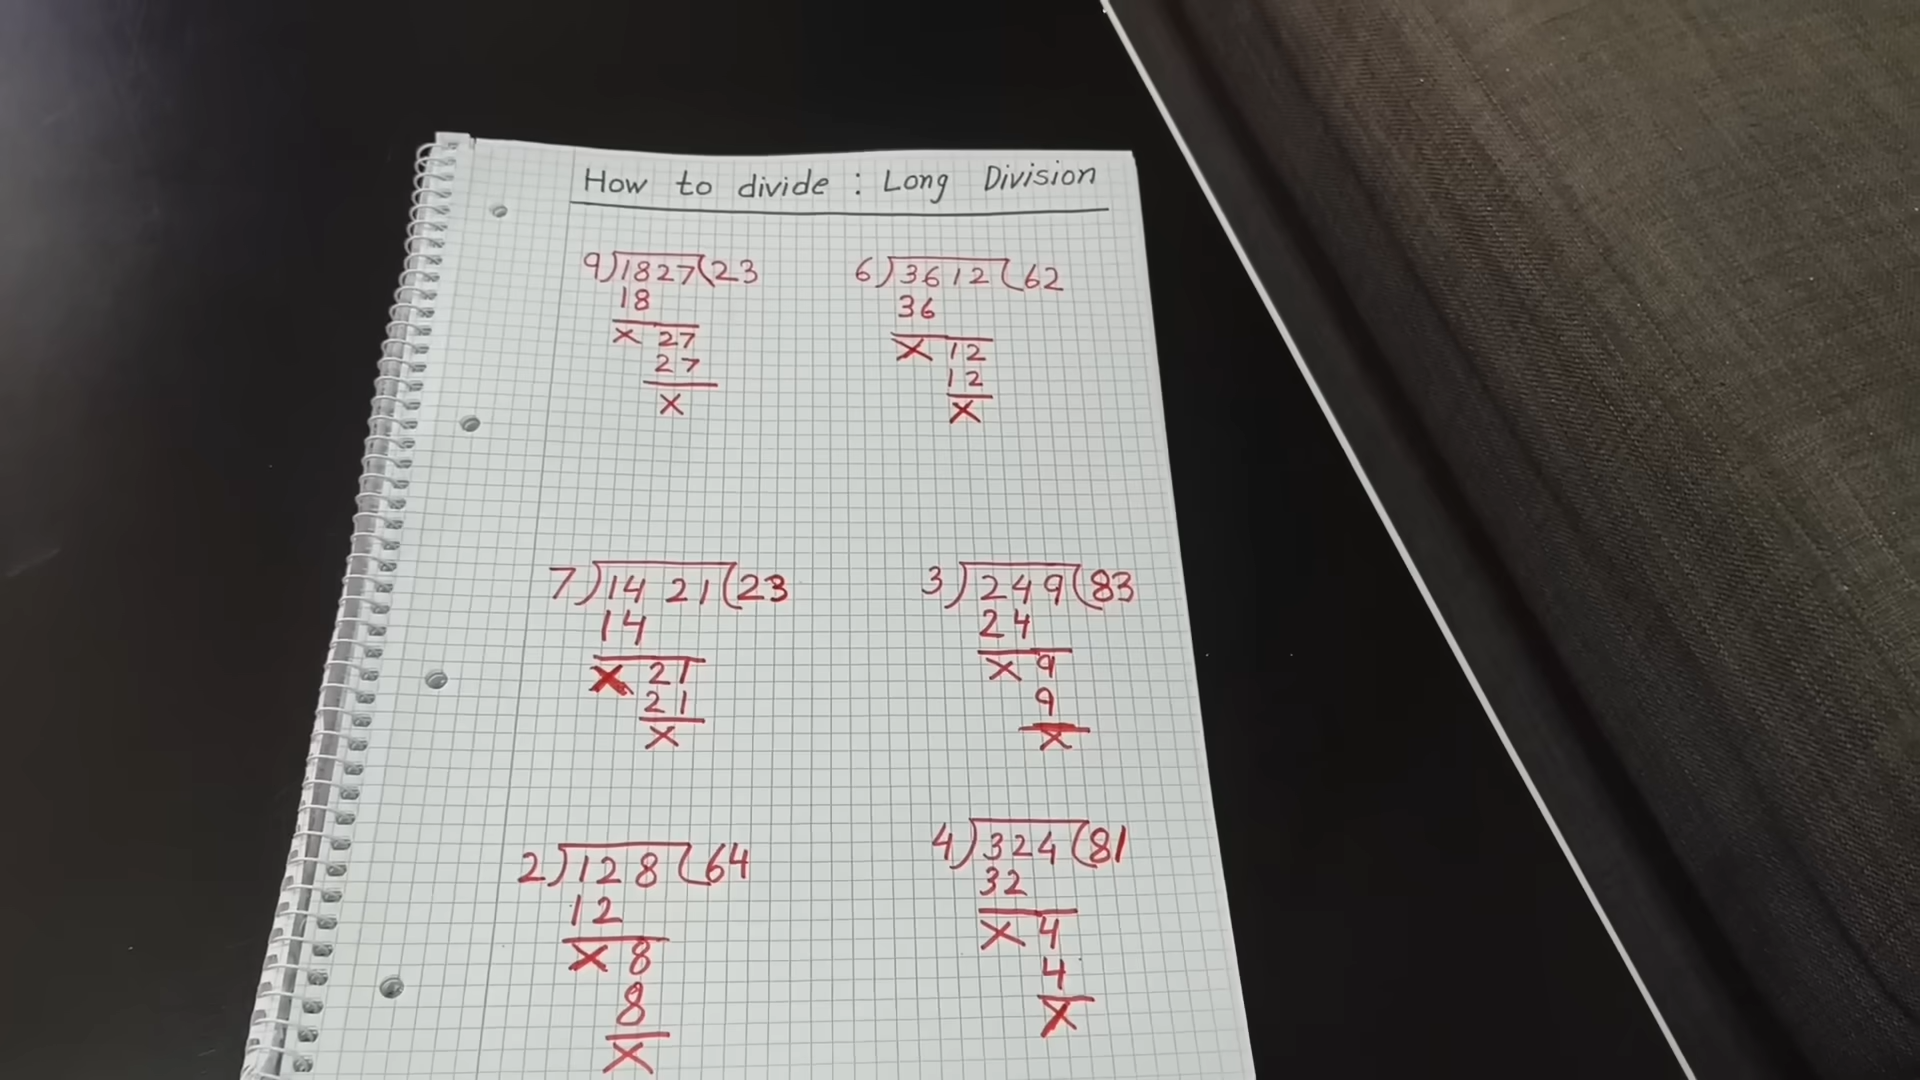 How to divide : Long Division
9)1827(23
18
x 27
27
x
6)3612(62
36
x 12
12
x
7)1421(23
14
x 21
21
x
3)249(83
24
x 9
9
x
2)128(64
12
x 8
8
x
4)324(81
32
x 4
4
x